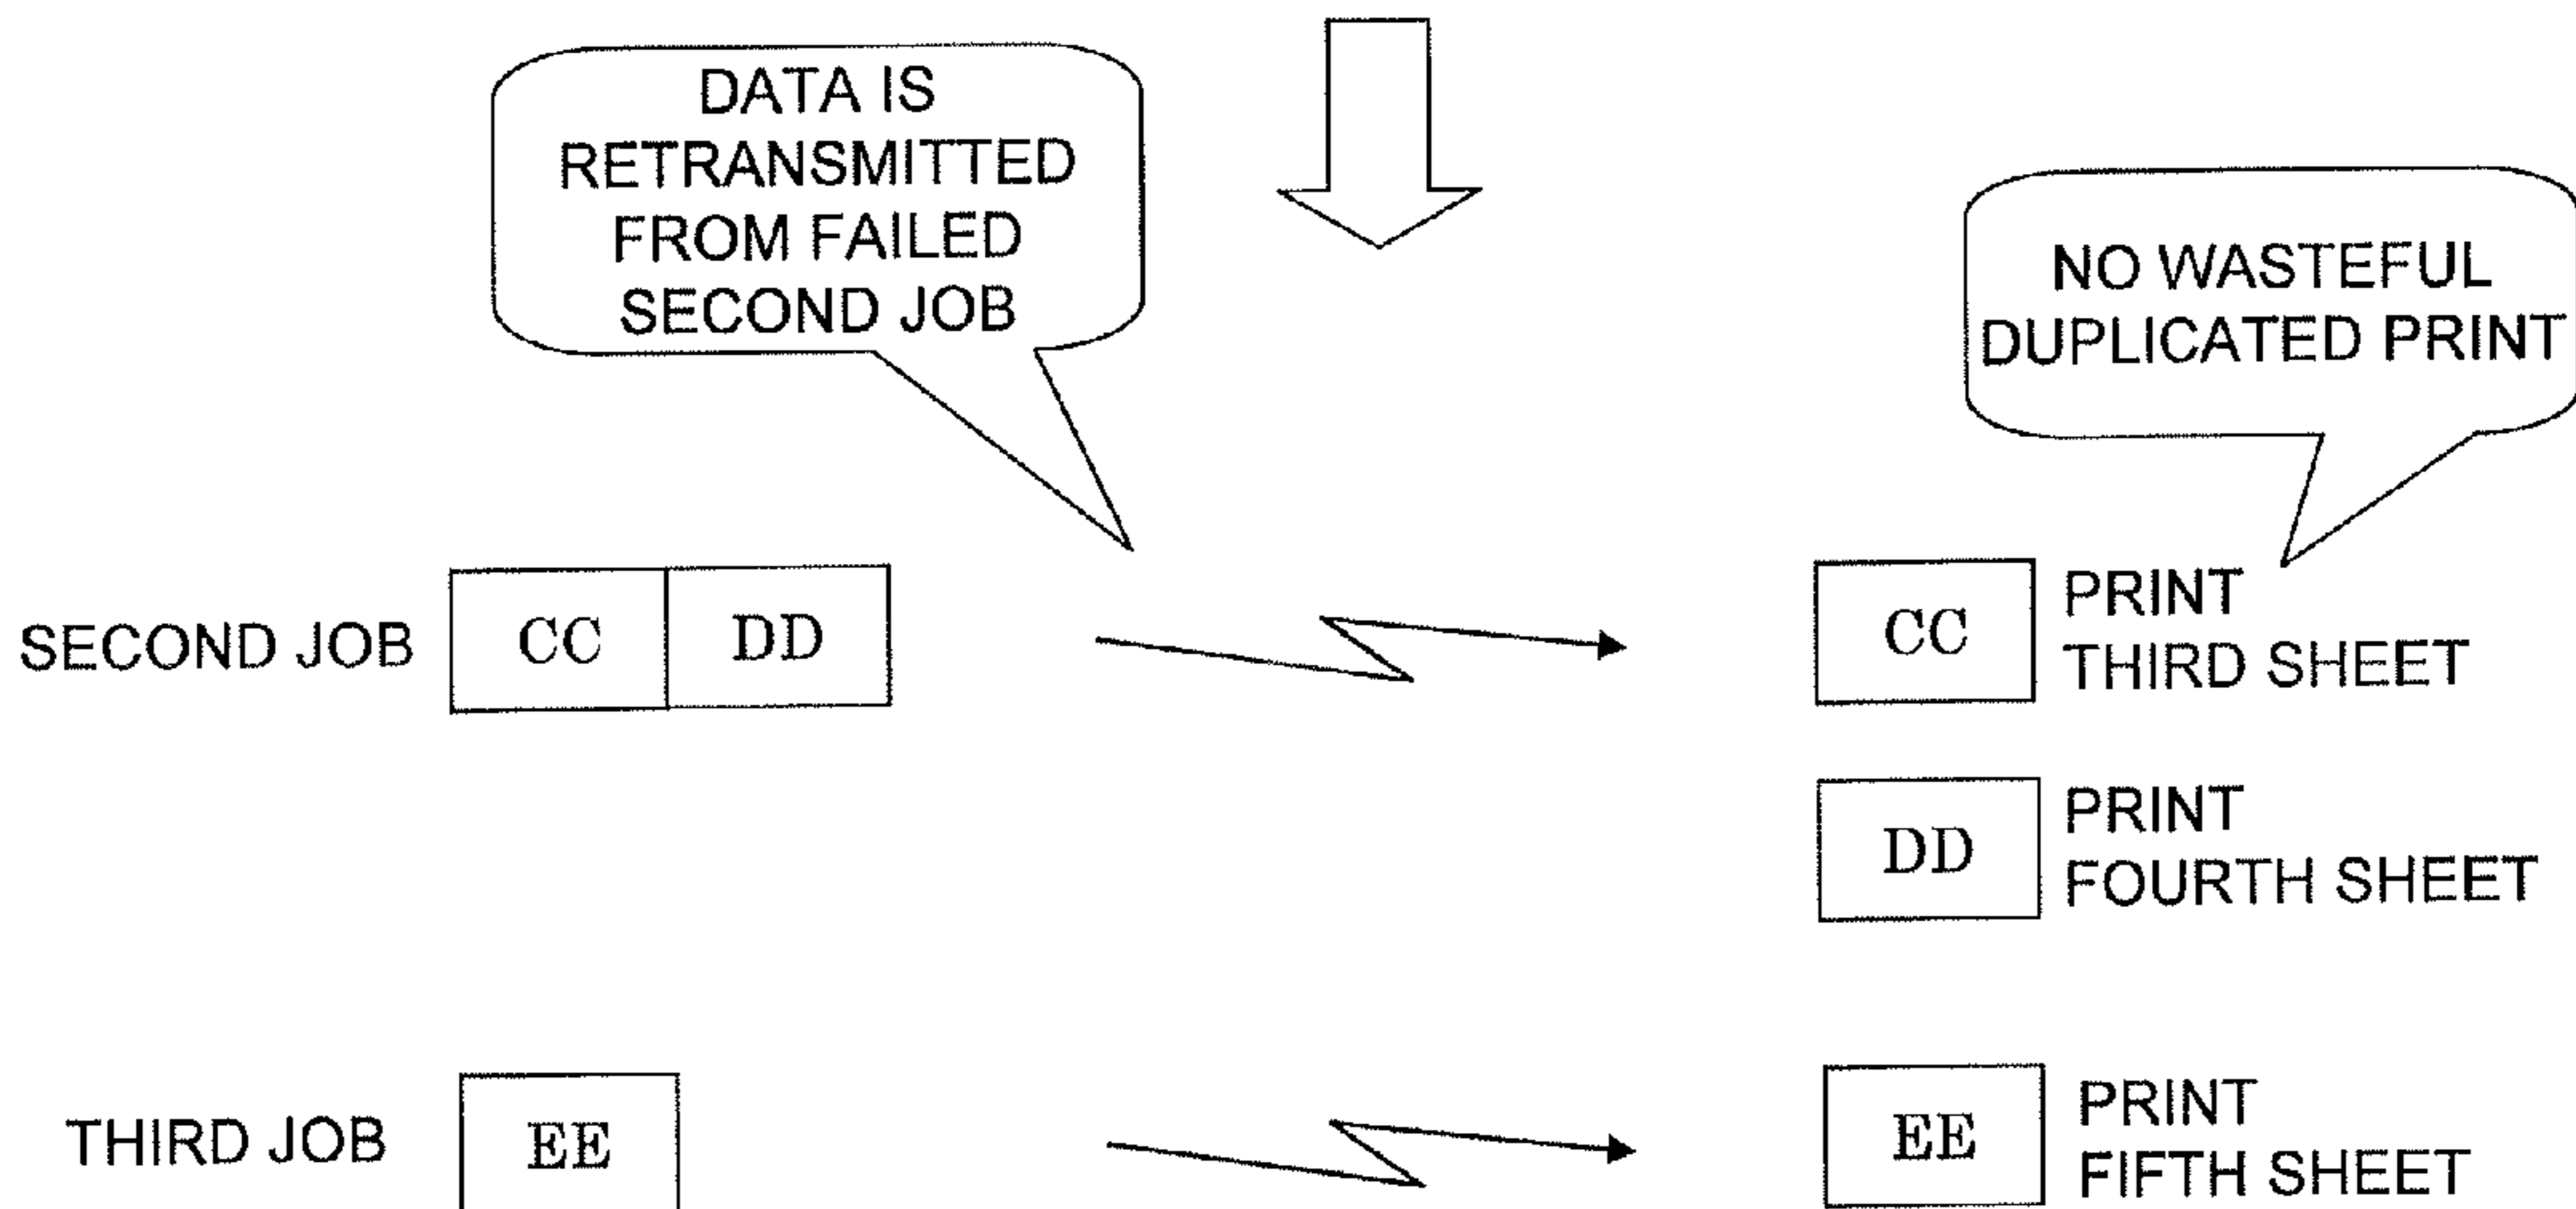 DATA IS
RETRANSMITTED
FROM FAILED
SECOND JOB
NO WASTEFUL
DUPLICATED PRINT
SECOND JOB
CC
DD
CC
PRINT
THIRD SHEET
DD
PRINT
FOURTH SHEET
THIRD JOB
EE
EE
PRINT
FIFTH SHEET